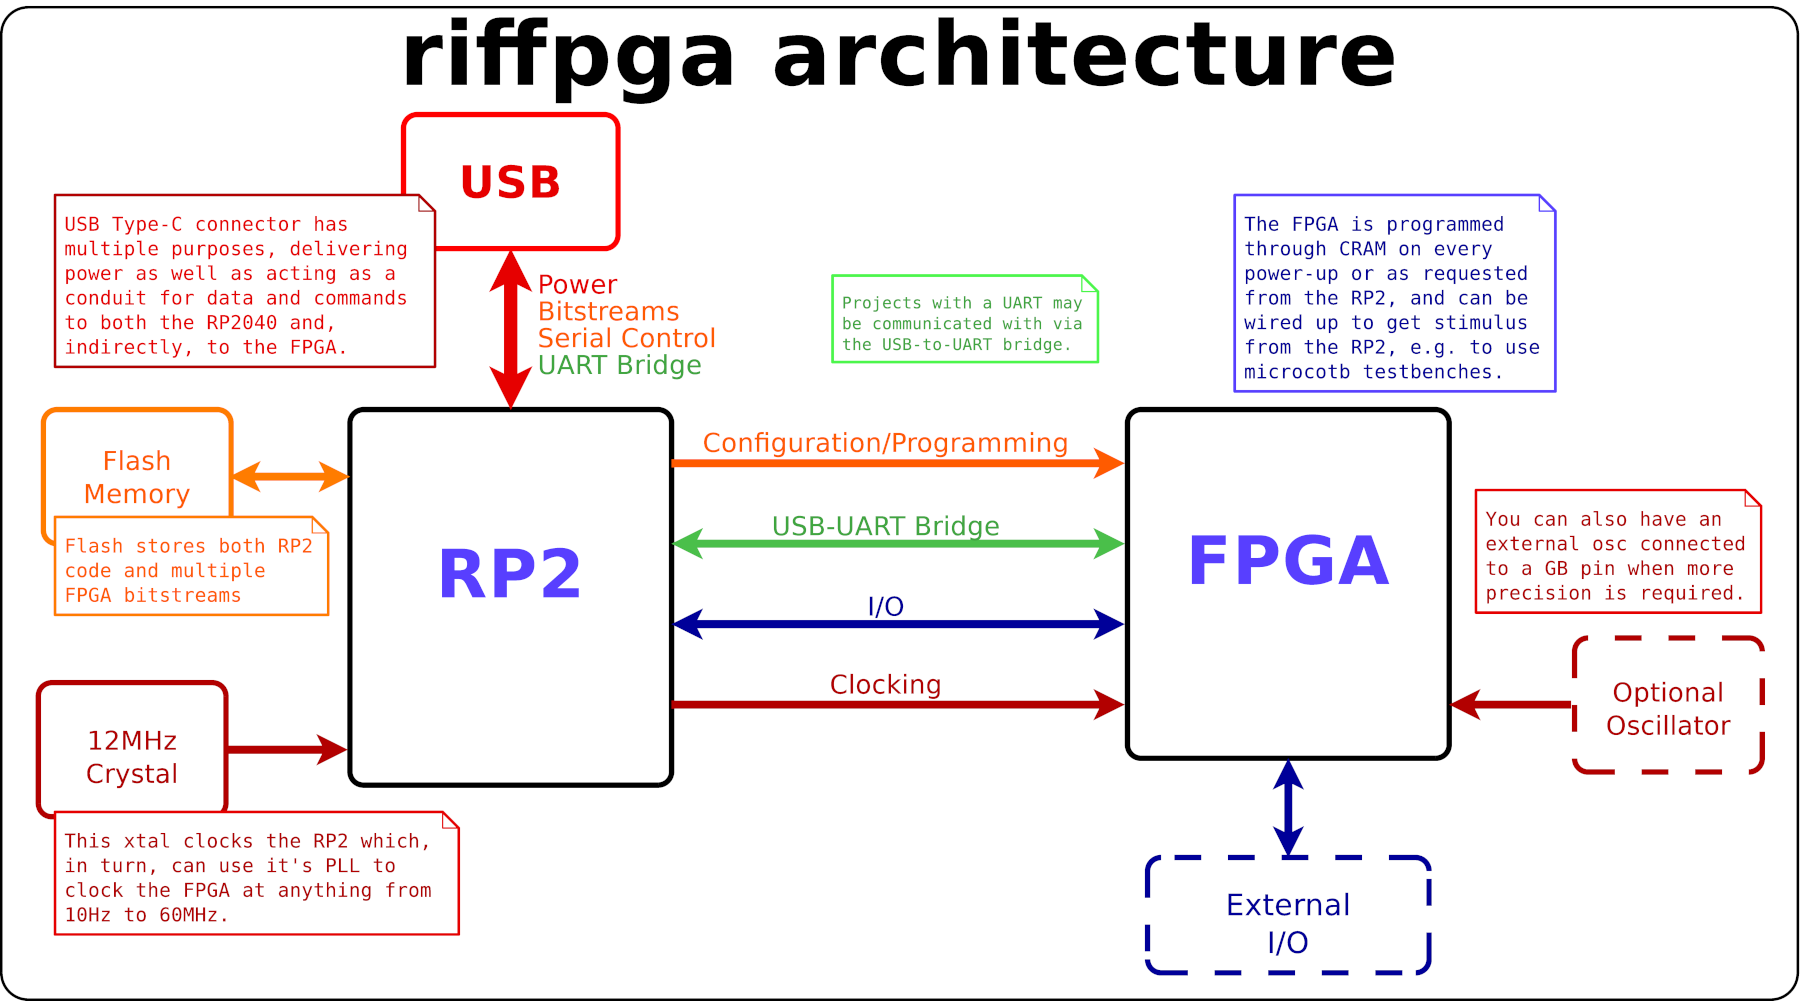 riffpga architecture
USB
USB Type-C connector has
multiple purposes, delivering
power as well as acting as a
conduit for data and commands
to both the RP2040 and,
indirectly, to the FPGA.
Power
Bitstreams
Serial Control
UART Bridge
Projects with a UART may
be communicated with via
the USB-to-UART bridge.
The FPGA is programmed
through CRAM on every
power-up or as requested
from the RP2, and can be
wired up to get stimulus
from the RP2, e.g. to use
microcotb testbenches.
Flash
Memory
Flash stores both RP2
code and multiple
FPGA bitstreams
RP2
Configuration/Programming
USB-UART Bridge
I/O
Clocking
FPGA
You can also have an
external osc connected
to a GB pin when more
precision is required.
Optional
Oscillator
12MHz
Crystal
This xtal clocks the RP2 which,
in turn, can use it's PLL to
clock the FPGA at anything from
10Hz to 60MHz.
External
I/O